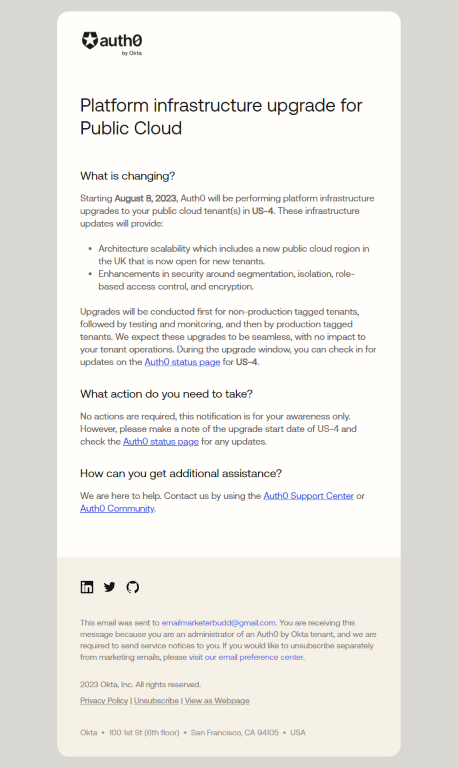 auth0
by Okta
Platform infrastructure upgrade for
Public Cloud
What is changing?
Starting August 8, 2023, Auth0 will be performing platform infrastructure
upgrades to your public cloud tenant(s) in US-4. These infrastructure
updates will provide:
• Architecture scalability which includes a new public cloud region in
the UK that is now open for new tenants.
• Enhancements in security around segmentation, isolation, role-
based access control, and encryption.
Upgrades will be conducted first for non-production tagged tenants,
followed by testing and monitoring, and then by production tagged
tenants. We expect these upgrades to be seamless, with no impact to
your tenant operations. During the upgrade window, you can check in for
updates on the Auth0 status page for US-4.
What action do you need to take?
No actions are required, this notification is for your awareness only.
However, please make a note of the upgrade start date of US-4 and
check the Auth0 status page for any updates.
How can you get additional assistance?
We are here to help. Contact us by using the Auth0 Support Center or
Auth0 Community.
This email was sent to emailmarketerbudd@gmail.com. You are receiving this
message because you are an administrator of an Auth0 by Okta tenant, and we are
required to send service notices to you. If you would like to unsubscribe separately
from marketing emails, please visit our email preference center.
2023 Okta, Inc. All rights reserved.
Privacy Policy | Unsubscribe | View as Webpage
Okta • 100 1st St (6th floor) • San Francisco, CA 94105 • USA